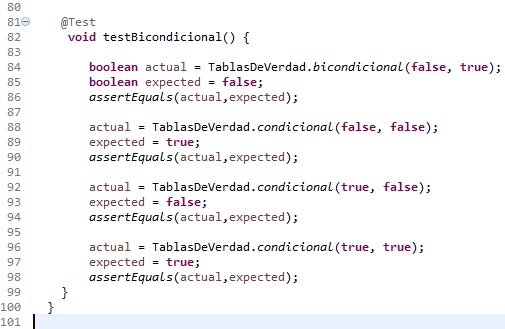 80
81 @Test
82 void testBicondicional() {
83
84 boolean actual = TablasDeVerdad.bicondicional(false, true);
85 boolean expected = false;
86 assertEquals(actual,expected);
87
88 actual = TablasDeVerdad.condicional(false, false);
89 expected = true;
90 assertEquals(actual,expected);
91
92 actual = TablasDeVerdad.condicional(true, false);
93 expected = false;
94 assertEquals(actual,expected);
95
96 actual = TablasDeVerdad.condicional(true, true);
97 expected = true;
98 assertEquals(actual,expected);
99 }
100 }
101